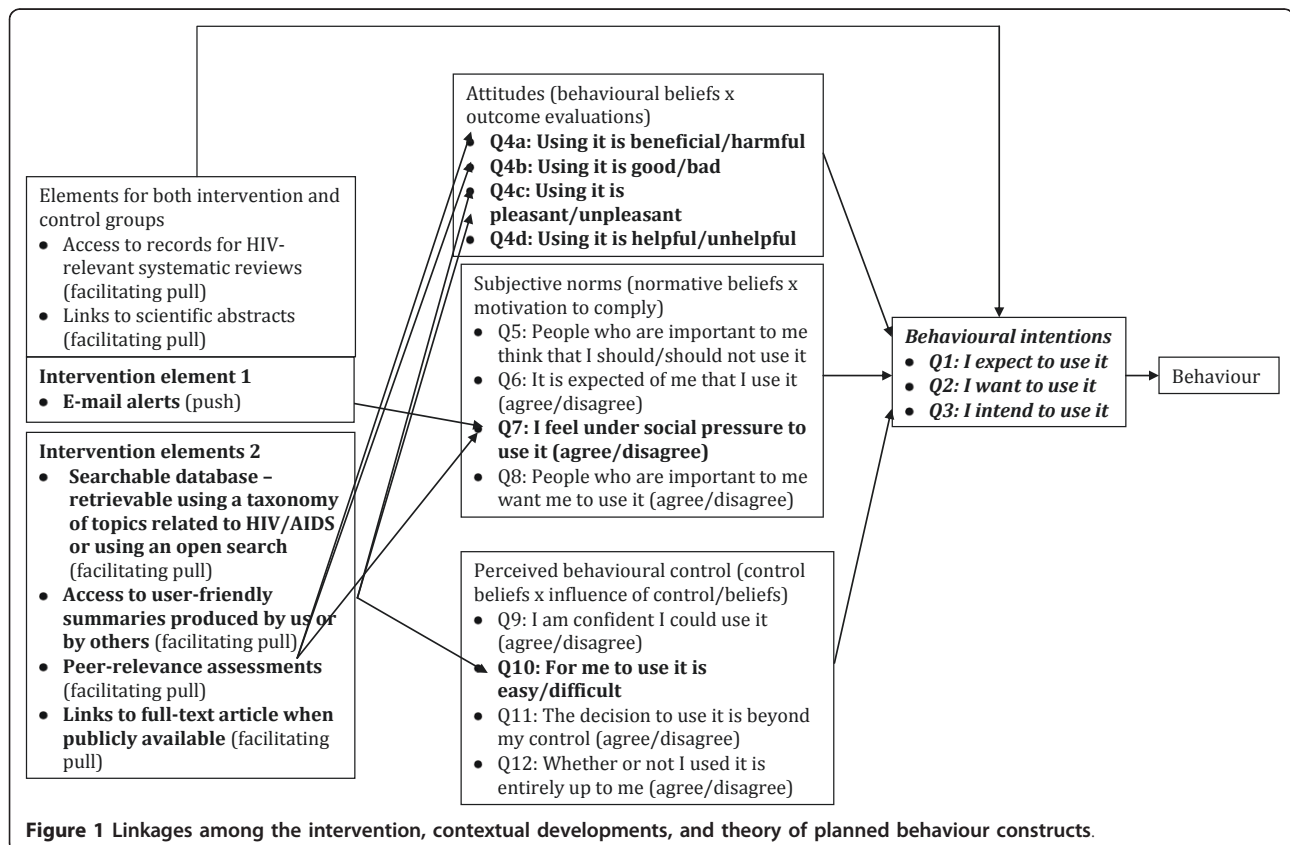 Attitudes (behavioural beliefs x
outcome evaluations)
● Q4a: Using it is beneficial/harmful
● Q4b: Using it is good/bad
● Q4c: Using it is
pleasant/unpleasant
● Q4d: Using it is helpful/unhelpful
Elements for both intervention and
control groups
● Access to records for HIV-
relevant systematic reviews
(facilitating pull)
● Links to scientific abstracts
(facilitating pull)
Intervention element 1
● E-mail alerts (push)
Intervention elements 2
● Searchable database –
retrievable using a taxonomy
of topics related to HIV/AIDS
or using an open search
(facilitating pull)
● Access to user-friendly
summaries produced by us or
by others (facilitating pull)
● Peer-relevance assessments
(facilitating pull)
● Links to full-text article when
publicly available (facilitating
pull)
Subjective norms (normative beliefs x
motivation to comply)
● Q5: People who are important to me
think that I should/should not use it
● Q6: It is expected of me that I use it
(agree/disagree)
● Q7: I feel under social pressure to
use it (agree/disagree)
● Q8: People who are important to me
want me to use it (agree/disagree)
Perceived behavioural control (control
beliefs x influence of control/beliefs)
● Q9: I am confident I could use it
(agree/disagree)
● Q10: For me to use it is
easy/difficult
● Q11: The decision to use it is beyond
my control (agree/disagree)
● Q12: Whether or not I used it is
entirely up to me (agree/disagree)
Behavioural intentions
● Q1: I expect to use it
● Q2: I want to use it
● Q3: I intend to use it
Behaviour
Figure 1 Linkages among the intervention, contextual developments, and theory of planned behaviour constructs.